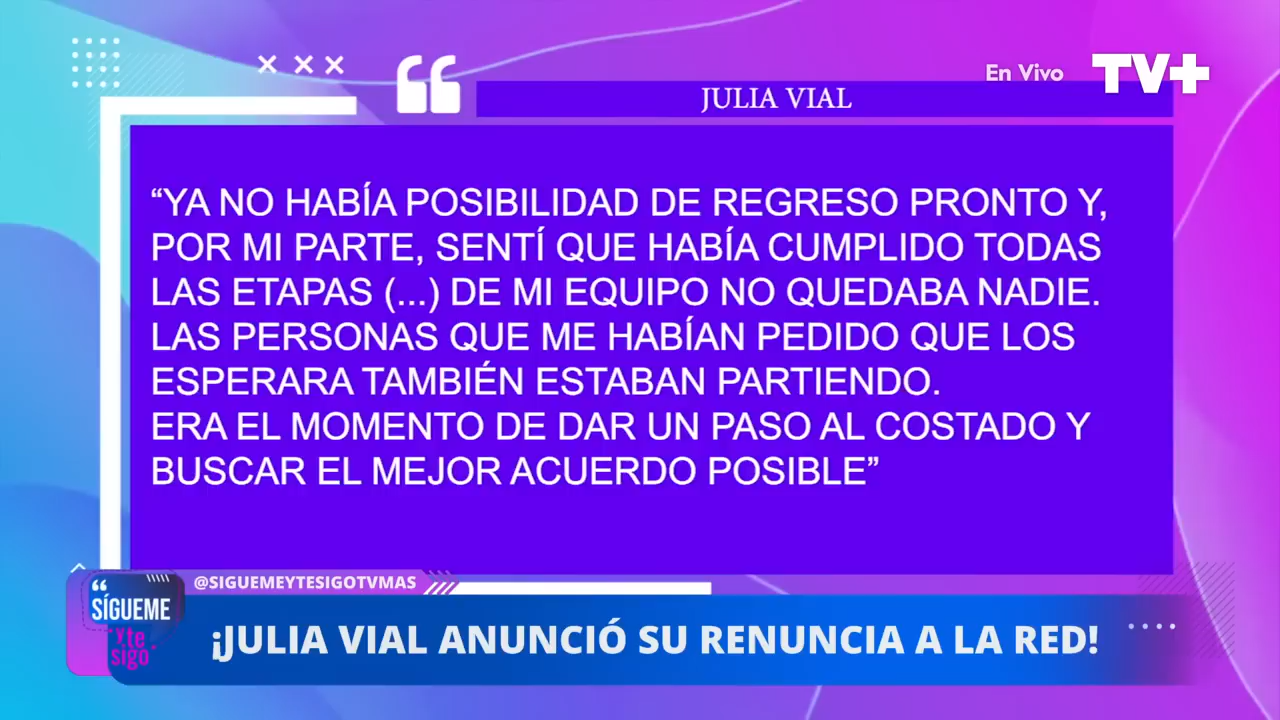 En Vivo TV+
JULIA VIAL
“YA NO HABÍA POSIBILIDAD DE REGRESO PRONTO Y,
POR MI PARTE, SENTÍ QUE HABÍA CUMPLIDO TODAS
LAS ETAPAS (...) DE MI EQUIPO NO QUEDABA NADIE.
LAS PERSONAS QUE ME HABÍAN PEDIDO QUE LOS
ESPERARA TAMBIÉN ESTABAN PARTIENDO.
ERA EL MOMENTO DE DAR UN PASO AL COSTADO Y
BUSCAR EL MEJOR ACUERDO POSIBLE”
@SIGUEMEYTESIGOTVMAS
SÍGUEME
y te
sigo
¡JULIA VIAL ANUNCIÓ SU RENUNCIA A LA RED!